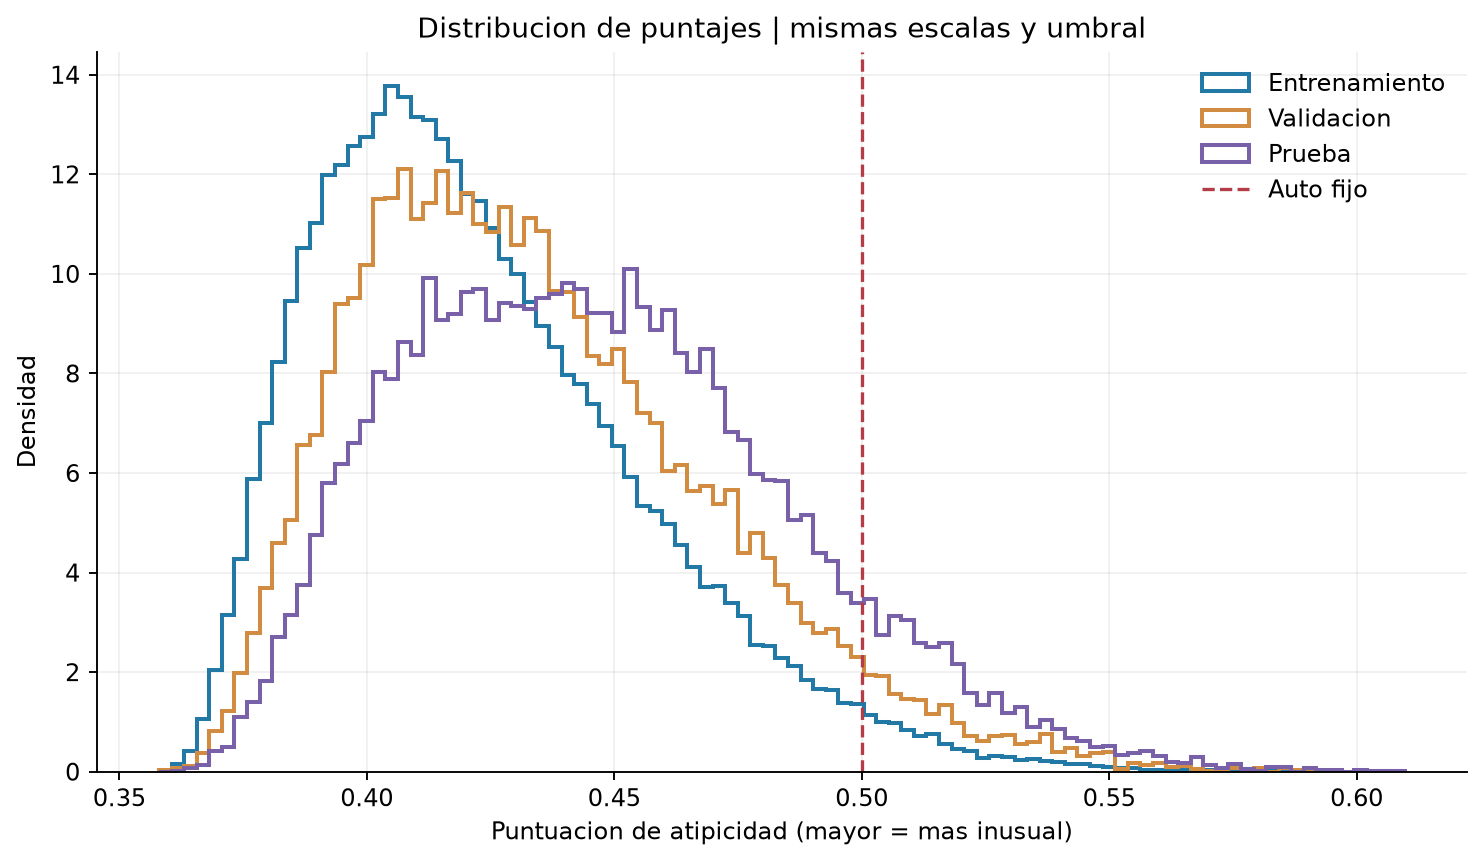 Distribucion de puntajes | mismas escalas y umbral
Entrenamiento
Validacion
Prueba
Auto fijo
Densidad
14
12
10
8
6
4
2
0
0.35
0.40
0.45
0.50
0.55
0.60
Puntuacion de atipicidad (mayor = mas inusual)